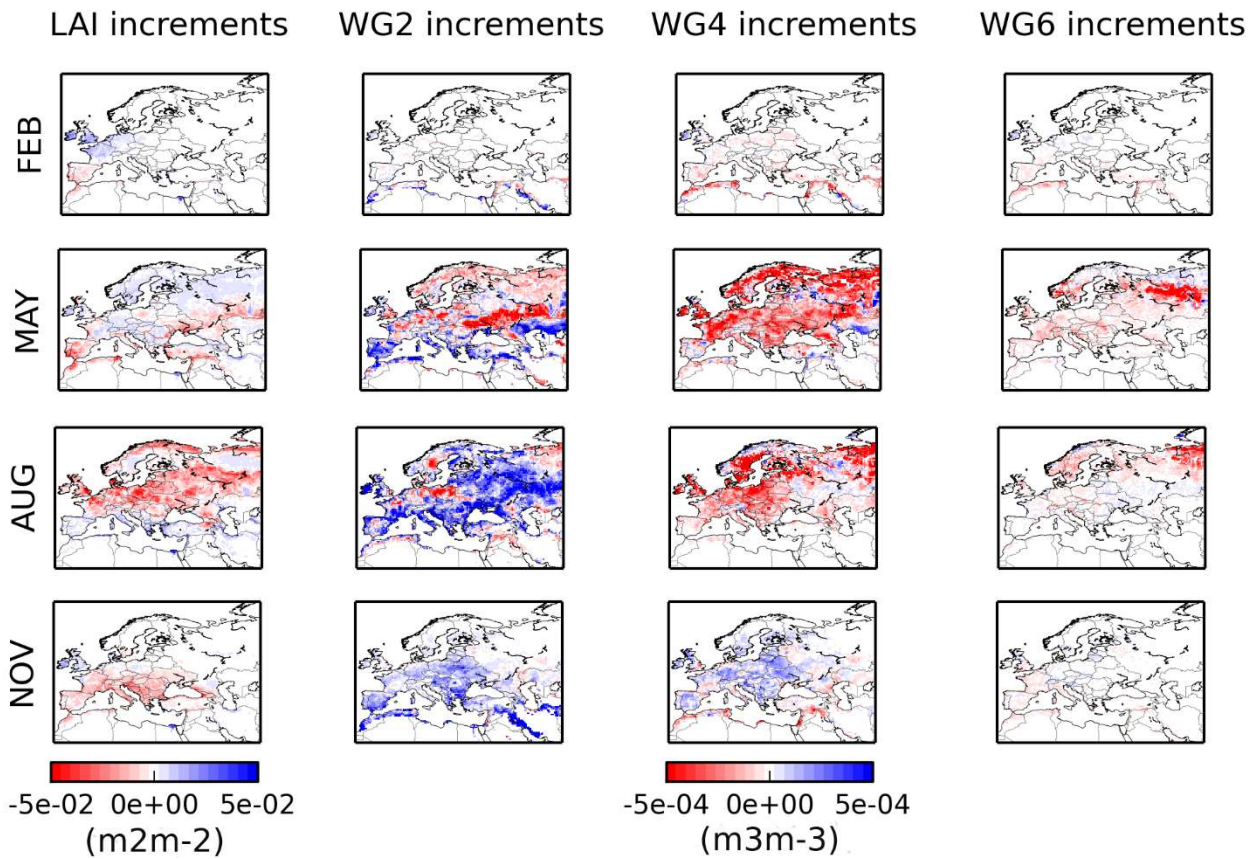 LAI increments WG2 increments WG4 increments WG6 increments
FEB
MAY
AUG
NOV
-5e-02 0e+00 5e-02
(m2m-2)
-5e-04 0e+00 5e-04
(m3m-3)